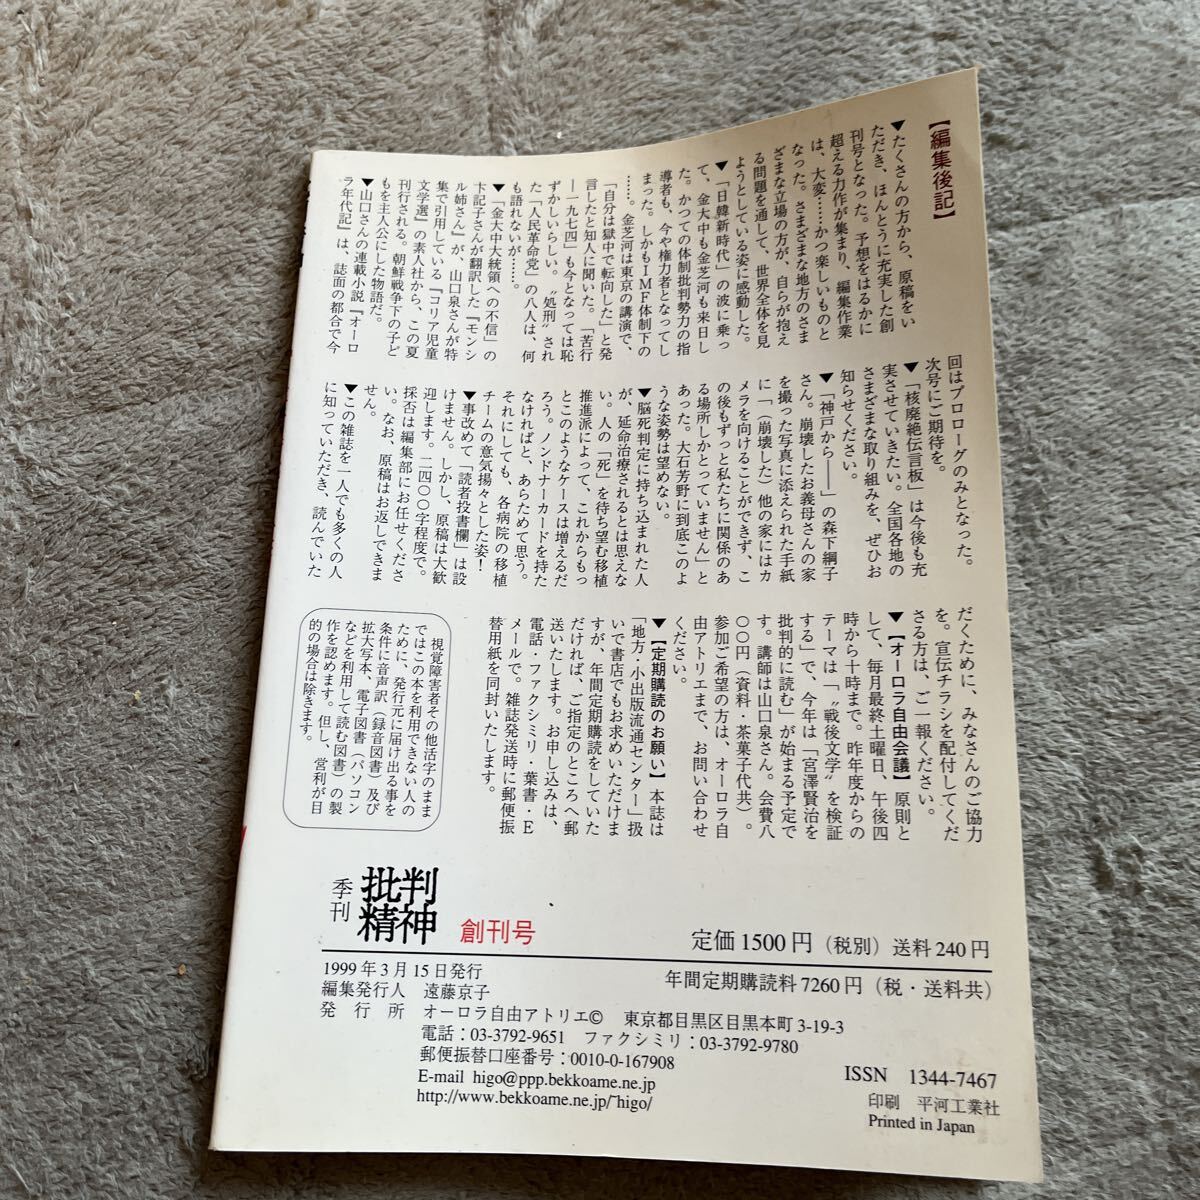 【編集後記】
▼たくさんの方から、原稿をい
ただき、ほんとうに充実した創
刊号となった。予想をはるかに
超える力作が集まり、編集作業
は、大変……かつ楽しいものと
なった。さまざまな地方のさま
ざまな立場の方が、自らが抱え
る問題を通して、世界全体を見
ようとしている姿に感動した。
▼「日韓新時代」の波に乗っ
て、金大中も金芝河も来日し
た。かつての体制批判勢力の指
導者も、今や権力者となってし
まった。しかもIMF体制下の
……。金芝河は東京の講演で、
「自分は獄中で転向した」と発
言したと知人に聞いた。「苦行
―一九七四」も今となっては恥
ずかしいらしい。〝処刑〟され
た「人民革命党」の八人は、何
も語れないが……。
▼「金大中大統領への不信」の
卞記子さんが翻訳した『モンシ
ル姉さん』が、山口泉さんが特
集で引用している『コリア児童
文学選』の素人社から、この夏
刊行される。朝鮮戦争下の子ど
もを主人公にした物語だ。
▼山口さんの連載小説『オーロ
ラ年代記』は、誌面の都合で今
回はプロローグのみとなった。
次号にご期待を。
▼「核廃絶伝言板」は今後も充
実させていきたい。全国各地の
さまざまな取り組みを、ぜひお
知らせください。
▼「神戸から――」の森下綱子
さん。崩壊したお義母さんの家
を撮った写真に添えられた手紙
に「（崩壊した）他の家にはカ
メラを向けることができず、こ
の後もずっと私たちに関係のあ
る場所しかとっていません」と
あった。大石芳野に到底このよ
うな姿勢は望めない。
▼脳死判定に持ち込まれた人
が、延命治療されるとは思えな
い。人の「死」を待ち望む移植
推進派によって、これからもっ
とこのようなケースは増えるだ
ろう。ノンドナーカードを持た
なければと、あらためて思う。
それにしても、各病院の移植
チームの意気揚々とした姿！
▼事改めて「読者投書欄」は設
けません。しかし、原稿は大歓
迎します。二四〇〇字程度で。
採否は編集部にお任せくださ
い。なお、原稿はお返しできま
せん。
▼この雑誌を一人でも多くの人
に知っていただき、読んでいた
だくために、みなさんのご協力
を。宣伝チラシを配付してくだ
さる方は、ご一報ください。
▼【オーロラ自由会議】原則と
して、毎月最終土曜日、午後四
時から十時まで。昨年度からの
テーマは「〝戦後文学〟を検証
する」で、今年は「宮澤賢治を
批判的に読む」が始まる予定で
す。講師は山口泉さん。会費八
〇〇円（資料・茶菓子代共）。
参加ご希望の方は、オーロラ自
由アトリエまで、お問い合わせ
ください。
▼【定期購読のお願い】本誌は
「地方・小出版流通センター」扱
いで書店でもお求めいただけま
すが、年間定期購読をしていた
だければ、ご指定のところへ郵
送いたします。お申し込みは、
電話・ファクシミリ・葉書・E
メールで。雑誌発送時に郵便振
替用紙を同封いたします。
視覚障害者その他活字のまま
ではこの本を利用できない人の
ために、発行元に届け出る事を
条件に音声訳（録音図書）及び
拡大写本、電子図書（パソコン
などを利用して読む図書）の製
作を認めます。但し、営利が目
的の場合は除きます。
季刊 批判精神 創刊号
定価1500円（税別）送料240円
1999年3月15日発行
年間定期購読料7260円（税・送料共）
編集発行人 遠藤京子
発行所 オーロラ自由アトリエ© 東京都目黒区目黒本町3-19-3
電話：03-3792-9651 ファクシミリ：03-3792-9780
郵便振替口座番号：0010-0-167908
E-mail higo@ppp.bekkoame.ne.jp
http://www.bekkoame.ne.jp/~higo/
ISSN 1344-7467
印刷 平河工業社
Printed in Japan